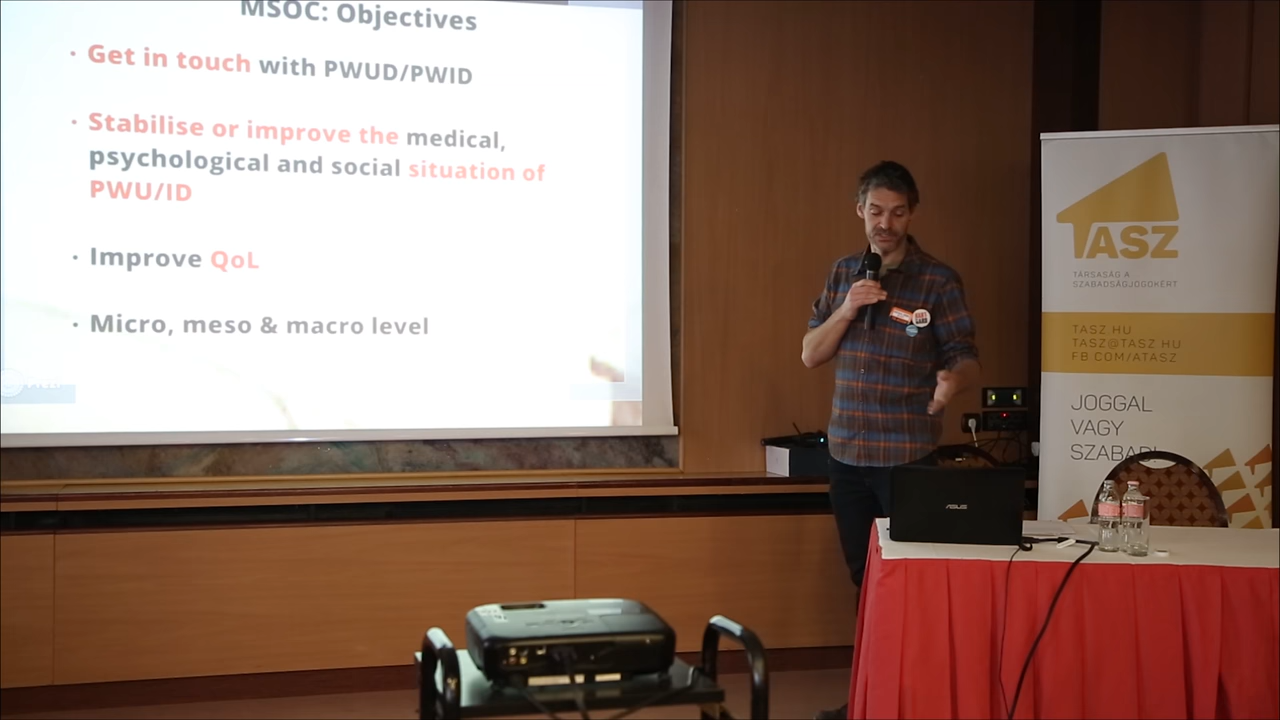 MSOC: Objectives
· Get in touch with PWUD/PWID
· Stabilise or improve the medical,
psychological and social situation of
PWU/ID
· Improve QoL
· Micro, meso & macro level
TASZ
TÁRSASÁG A
SZABADSÁGJOGOKÉRT
TASZ.HU
TASZ@TASZ.HU
FB.COM/ATASZ
JOGGAL
VAGY
SZABAD!
ASUS